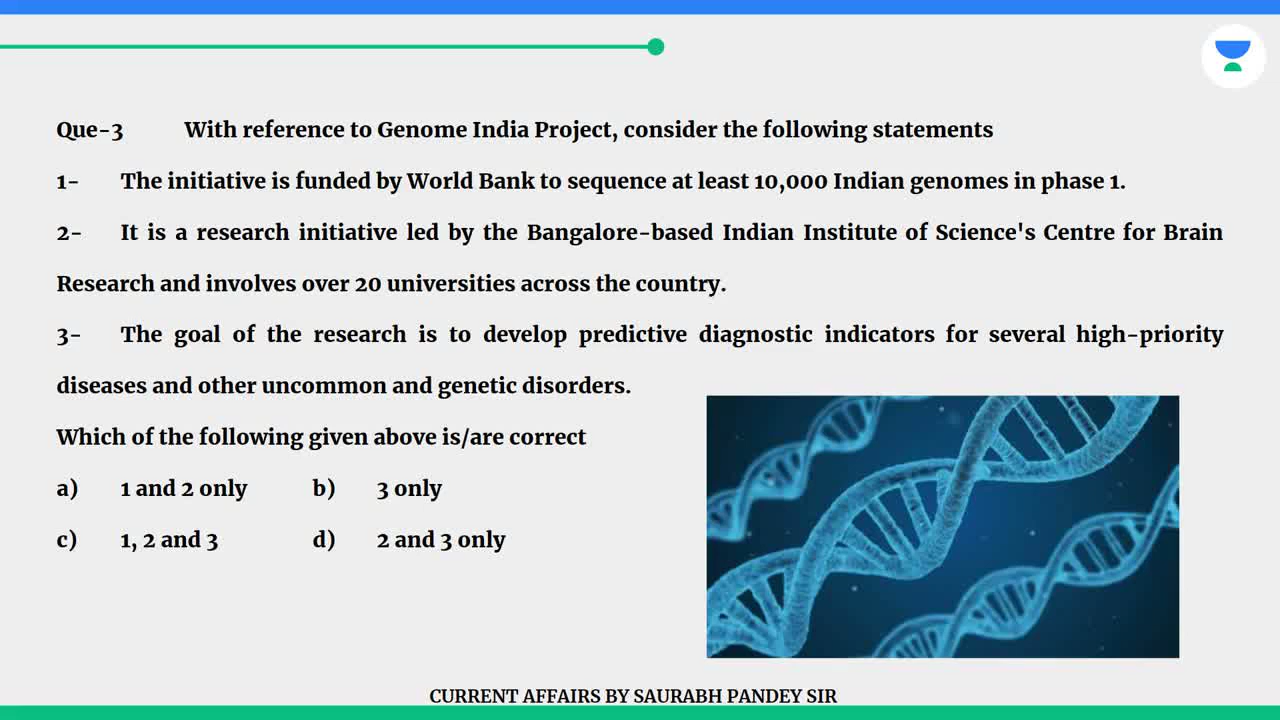 Que-3 With reference to Genome India Project, consider the following statements
1- The initiative is funded by World Bank to sequence at least 10,000 Indian genomes in phase 1.
2- It is a research initiative led by the Bangalore-based Indian Institute of Science's Centre for Brain
Research and involves over 20 universities across the country.
3- The goal of the research is to develop predictive diagnostic indicators for several high-priority
diseases and other uncommon and genetic disorders.
Which of the following given above is/are correct
a) 1 and 2 only b) 3 only
c) 1, 2 and 3 d) 2 and 3 only
CURRENT AFFAIRS BY SAURABH PANDEY SIR